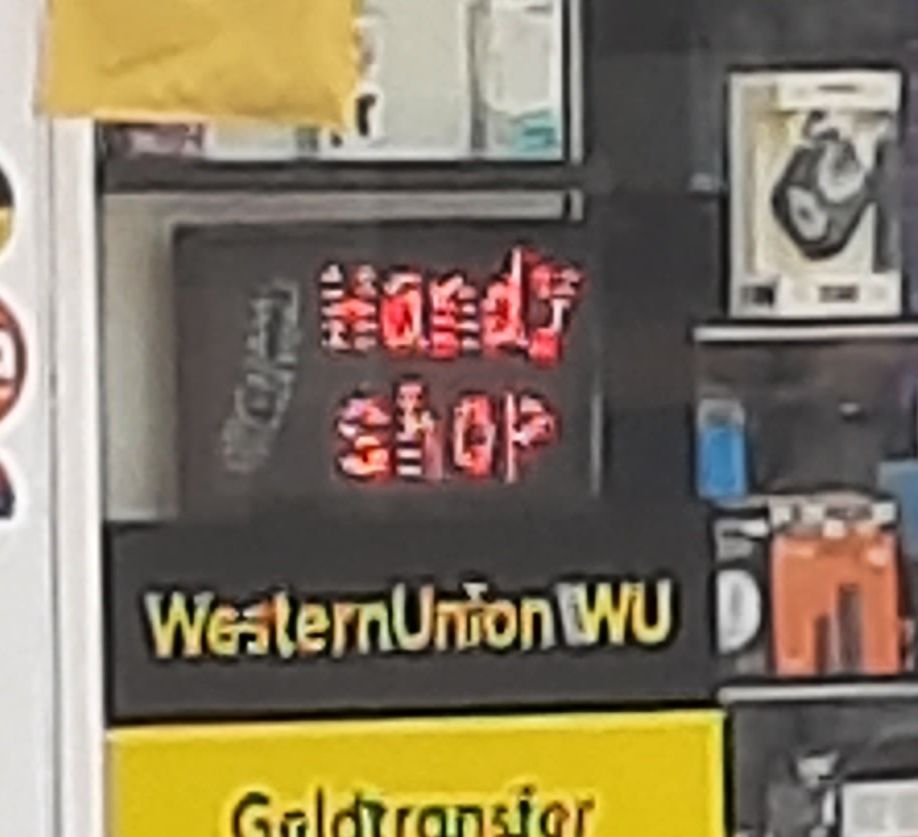 Handy
Shop
WesternUnion WU
Geldtransfer